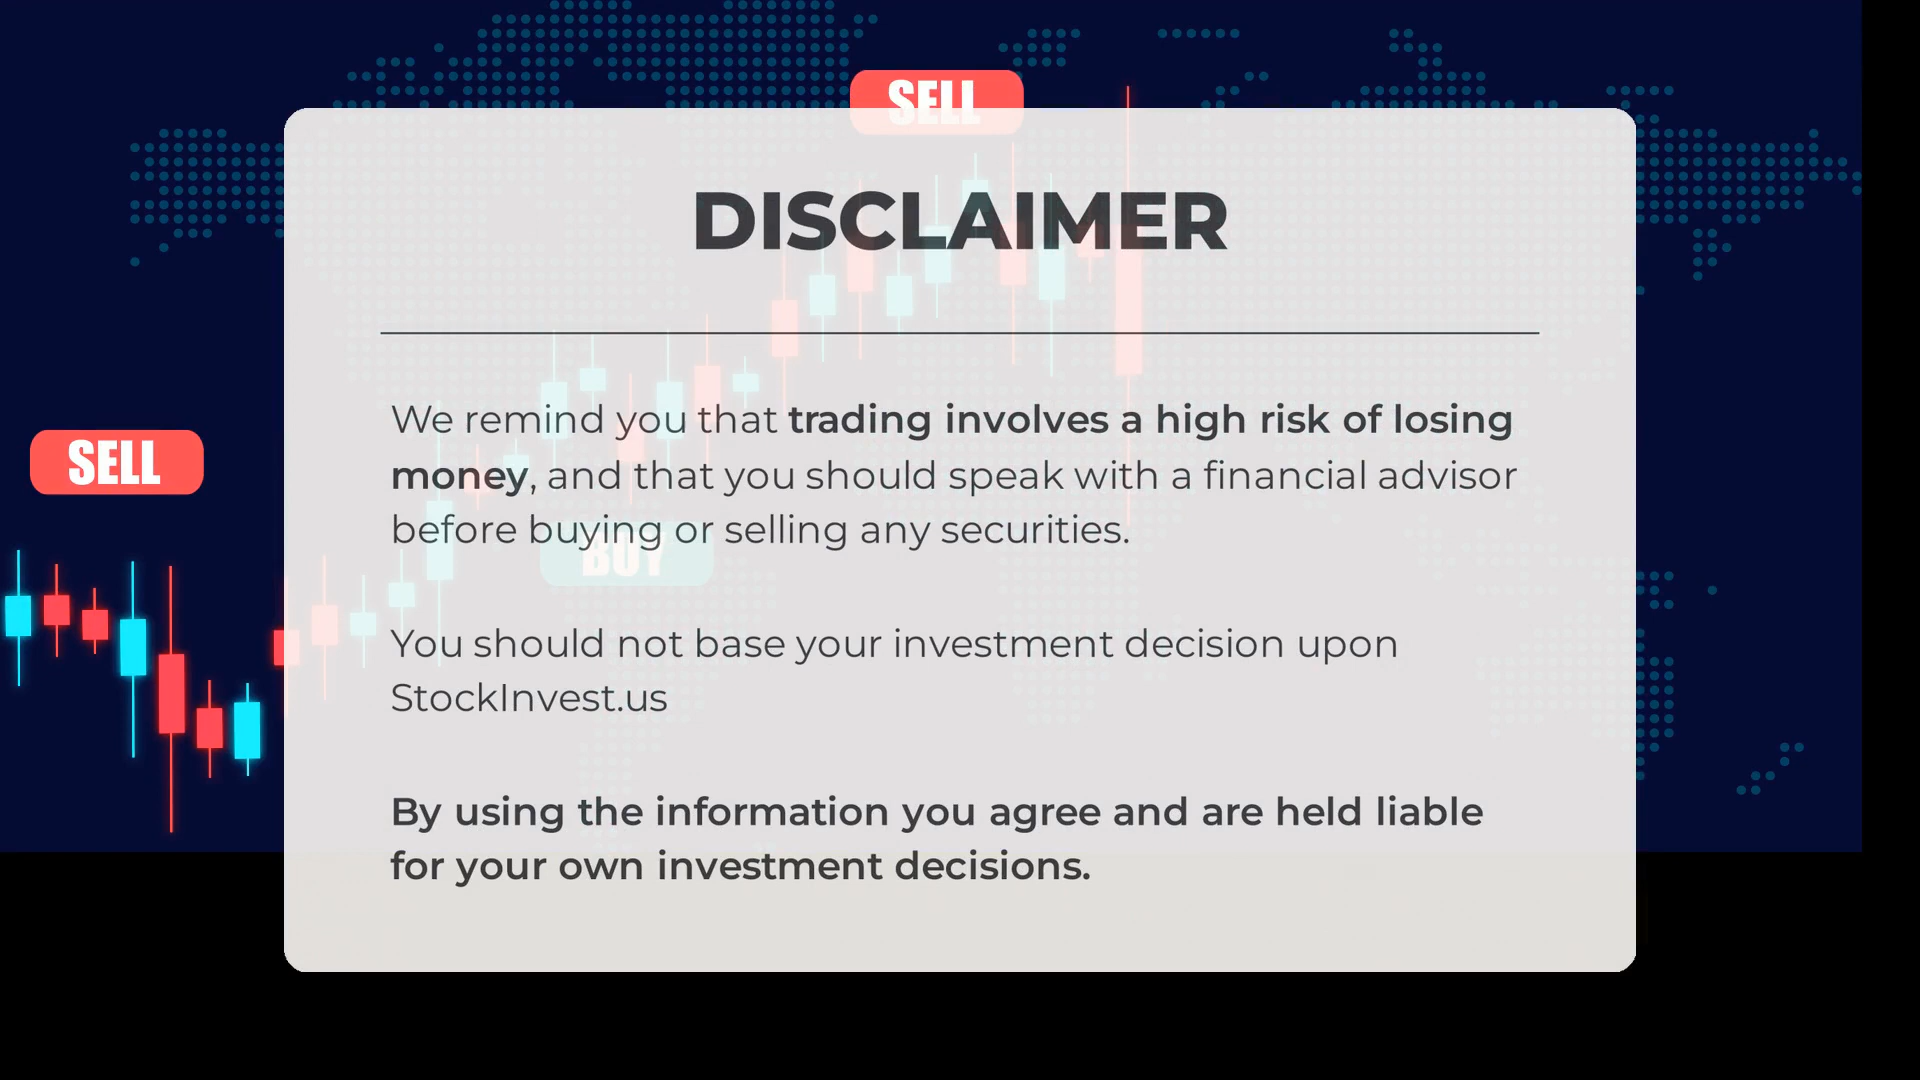 SELL
DISCLAIMER
We remind you that trading involves a high risk of losing
money, and that you should speak with a financial advisor
before buying or selling any securities.
SELL
BUY
You should not base your investment decision upon
StockInvest.us
By using the information you agree and are held liable
for your own investment decisions.